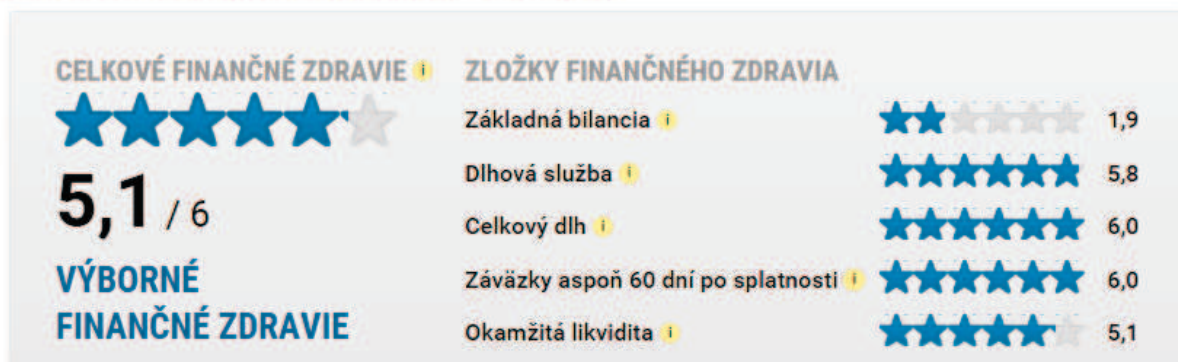 CELKOVÉ FINANČNÉ ZDRAVIE i
5,1 / 6
VÝBORNÉ
FINANČNÉ ZDRAVIE
ZLOŽKY FINANČNÉHO ZDRAVIA
Základná bilancia i 1,9
Dlhová služba i 5,8
Celkový dlh i 6,0
Záväzky aspoň 60 dní po splatnosti i 6,0
Okamžitá likvidita i 5,1